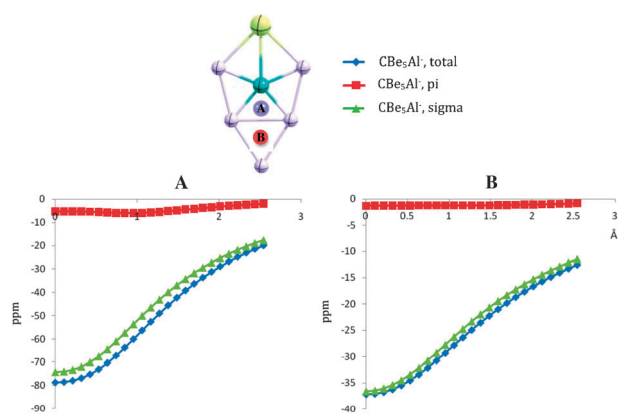 CBe₅Al⁻, total
CBe₅Al⁻, pi
CBe₅Al⁻, sigma
A
B
A
B
0 1 2 3
0
-10
-20
-30
-40
-50
-60
-70
-80
-90
ppm
0 0.5 1 1.5 2 2.5 3
Å
0
-5
-10
-15
-20
-25
-30
-35
-40
ppm